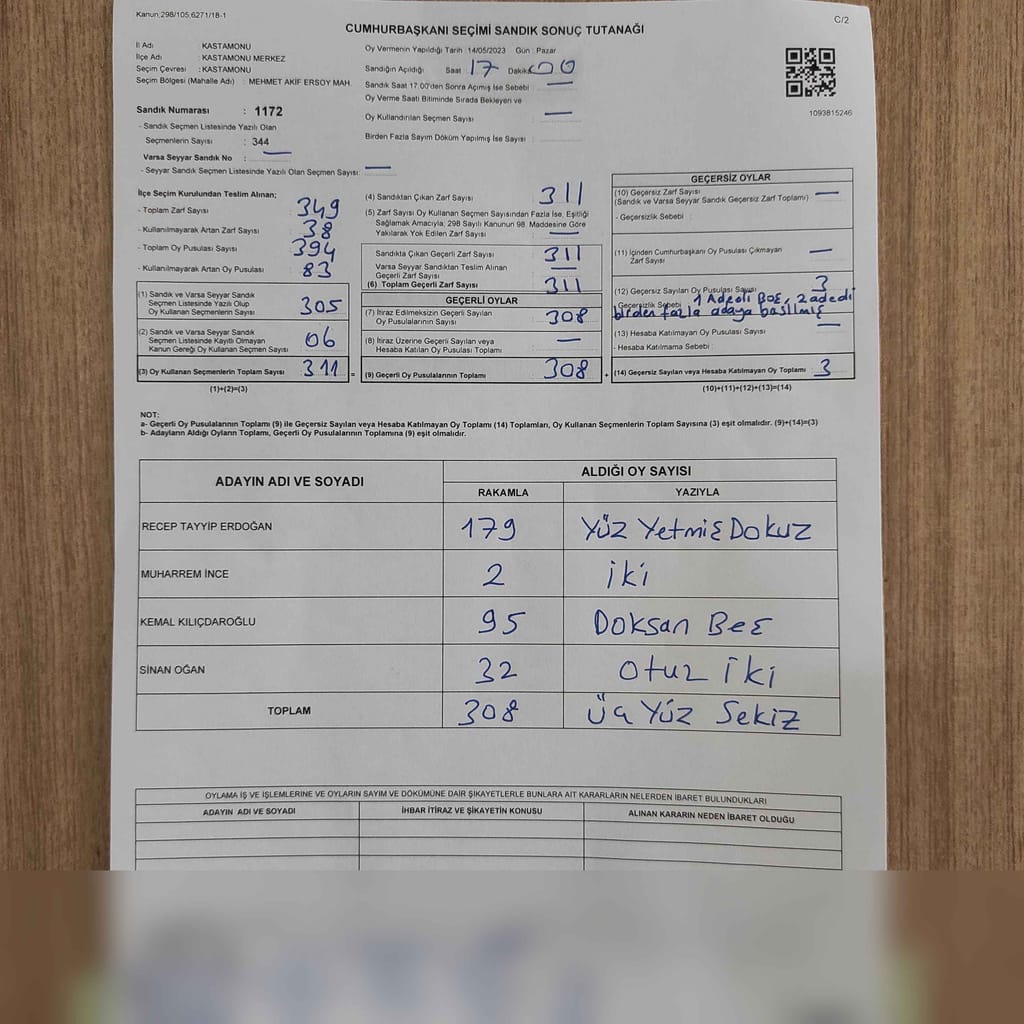 Kanun:298/105,6271/18-1
C/2
CUMHURBAŞKANI SEÇİMİ SANDIK SONUÇ TUTANAĞI
İl Adı : KASTAMONU
İlçe Adı : KASTAMONU MERKEZ
Seçim Çevresi : KASTAMONU
Seçim Bölgesi (Mahalle Adı) : MEHMET AKİF ERSOY MAH.
Sandık Numarası : 1172
- Sandık Seçmen Listesinde Yazılı Olan
Seçmenlerin Sayısı : 344
Varsa Seyyar Sandık No : —
- Seyyar Sandık Seçmen Listesinde Yazılı Olan Seçmen Sayısı: —
Oy Vermenin Yapıldığı Tarih :14/05/2023 Gün : Pazar
Sandığın Açıldığı Saat 17 Dakika 00
Sandık Saat 17.00'den Sonra Açımış İse Sebebi : —
Oy Verme Saati Bitiminde Sırada Bekleyen ve
Oy Kullandırılan Seçmen Sayısı : —
Birden Fazla Sayım Döküm Yapılmış İse Sayısı :
1093815246
İlçe Seçim Kurulundan Teslim Alınan;
- Toplam Zarf Sayısı : 349
- Kullanılmayarak Artan Zarf Sayısı : 38
- Toplam Oy Pusulası Sayısı : 394
- Kullanılmayarak Artan Oy Pusulası : 83
(1) Sandık ve Varsa Seyyar Sandık
Seçmen Listesinde Yazılı Olup
Oy Kullanan Seçmenlerin Sayısı : 305
(2) Sandık ve Varsa Seyyar Sandık
Seçmen Listesinde Kayıtlı Olmayan
Kanun Gereği Oy Kullanan Seçmen Sayısı : 06
(3) Oy Kullanan Seçmenlerin Toplam Sayısı : 311 =
(1)+(2)=(3)
(4) Sandıktan Çıkan Zarf Sayısı : 311
(5) Zarf Sayısı Oy Kullanan Seçmen Sayısından Fazla İse, Eşitliği
Sağlamak Amacıyla; 298 Sayılı Kanunun 98. Maddesine Göre
Yakılarak Yok Edilen Zarf Sayısı : —
Sandıkta Çıkan Geçerli Zarf Sayısı : 311
Varsa Seyyar Sandıktan Teslim Alınan
Geçerli Zarf Sayısı : —
(6) Toplam Geçerli Zarf Sayısı : 311
GEÇERLİ OYLAR
(7) İtiraz Edilmeksizin Geçerli Sayılan
Oy Pusulalarının Sayısı : 308
(8) İtiraz Üzerine Geçerli Sayılan veya
Hesaba Katılan Oy Pusulası Toplamı : —
(9) Geçerli Oy Pusulalarının Toplamı : 308 +
GEÇERSİZ OYLAR
(10) Geçersiz Zarf Sayısı : —
(Sandık ve Varsa Seyyar Sandık Geçersiz Zarf Toplamı)
- Geçersizlik Sebebi :
(11) İçinden Cumhurbaşkanı Oy Pusulası Çıkmayan
Zarf Sayısı : —
(12) Geçersiz Sayılan Oy Pusulası Sayısı : 3
Geçersizlik Sebebi : 1 Adedi Boş, 2 adedi
birden fazla adaya basılmış
(13) Hesaba Katılmayan Oy Pusulası Sayısı : —
- Hesaba Katılmama Sebebi :
(14) Geçersiz Sayılan veya Hesaba Katılmayan Oy Toplamı : 3
(10)+(11)+(12)+(13)=(14)
NOT:
a- Geçerli Oy Pusulalarının Toplamı (9) ile Geçersiz Sayılan veya Hesaba Katılmayan Oy Toplamı (14) Toplamları, Oy Kullanan Seçmenlerin Toplam Sayısına (3) eşit olmalıdır. (9)+(14)=(3)
b- Adayların Aldığı Oyların Toplamı, Geçerli Oy Pusulalarının Toplamına (9) eşit olmalıdır.
ADAYIN ADI VE SOYADI
ALDIĞI OY SAYISI
RAKAMLA YAZIYLA
RECEP TAYYİP ERDOĞAN 179 Yüz Yetmiş Dokuz
MUHARREM İNCE 2 İki
KEMAL KILIÇDAROĞLU 95 Doksan Beş
SİNAN OĞAN 32 Otuz İki
TOPLAM 308 Üç Yüz Sekiz
OYLAMA İŞ VE İŞLEMLERİNE VE OYLARIN SAYIM VE DÖKÜMÜNE DAİR ŞİKAYETLERLE BUNLARA AİT KARARLARIN NELERDEN İBARET BULUNDUKLARI
ADAYIN ADI VE SOYADI İHBAR İTİRAZ VE ŞİKAYETİN KONUSU ALINAN KARARIN NEDEN İBARET OLDUĞU